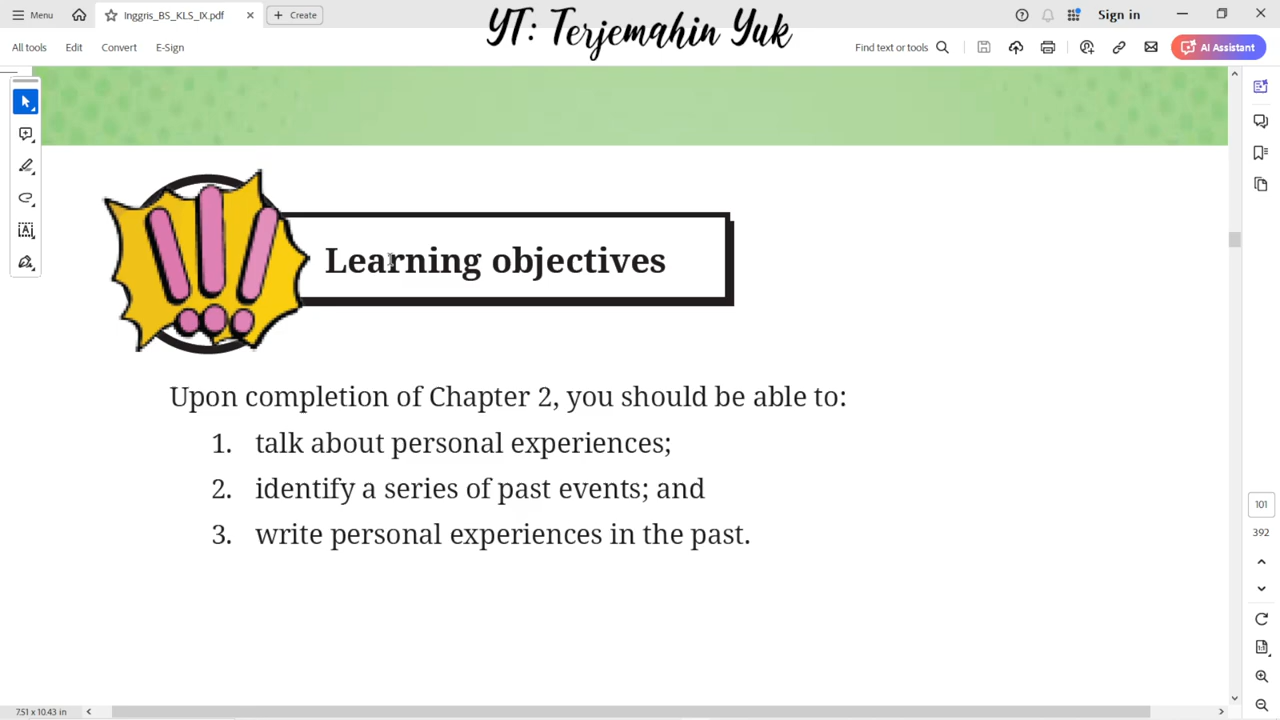 Menu
Inggris_BS_KLS_IX.pdf
Create
YT: Terjemahin Yuk
Sign in
All tools
Edit
Convert
E-Sign
Find text or tools
AI Assistant
Learning objectives
Upon completion of Chapter 2, you should be able to:
1. talk about personal experiences;
2. identify a series of past events; and
3. write personal experiences in the past.
101
392
7.51 x 10.43 in